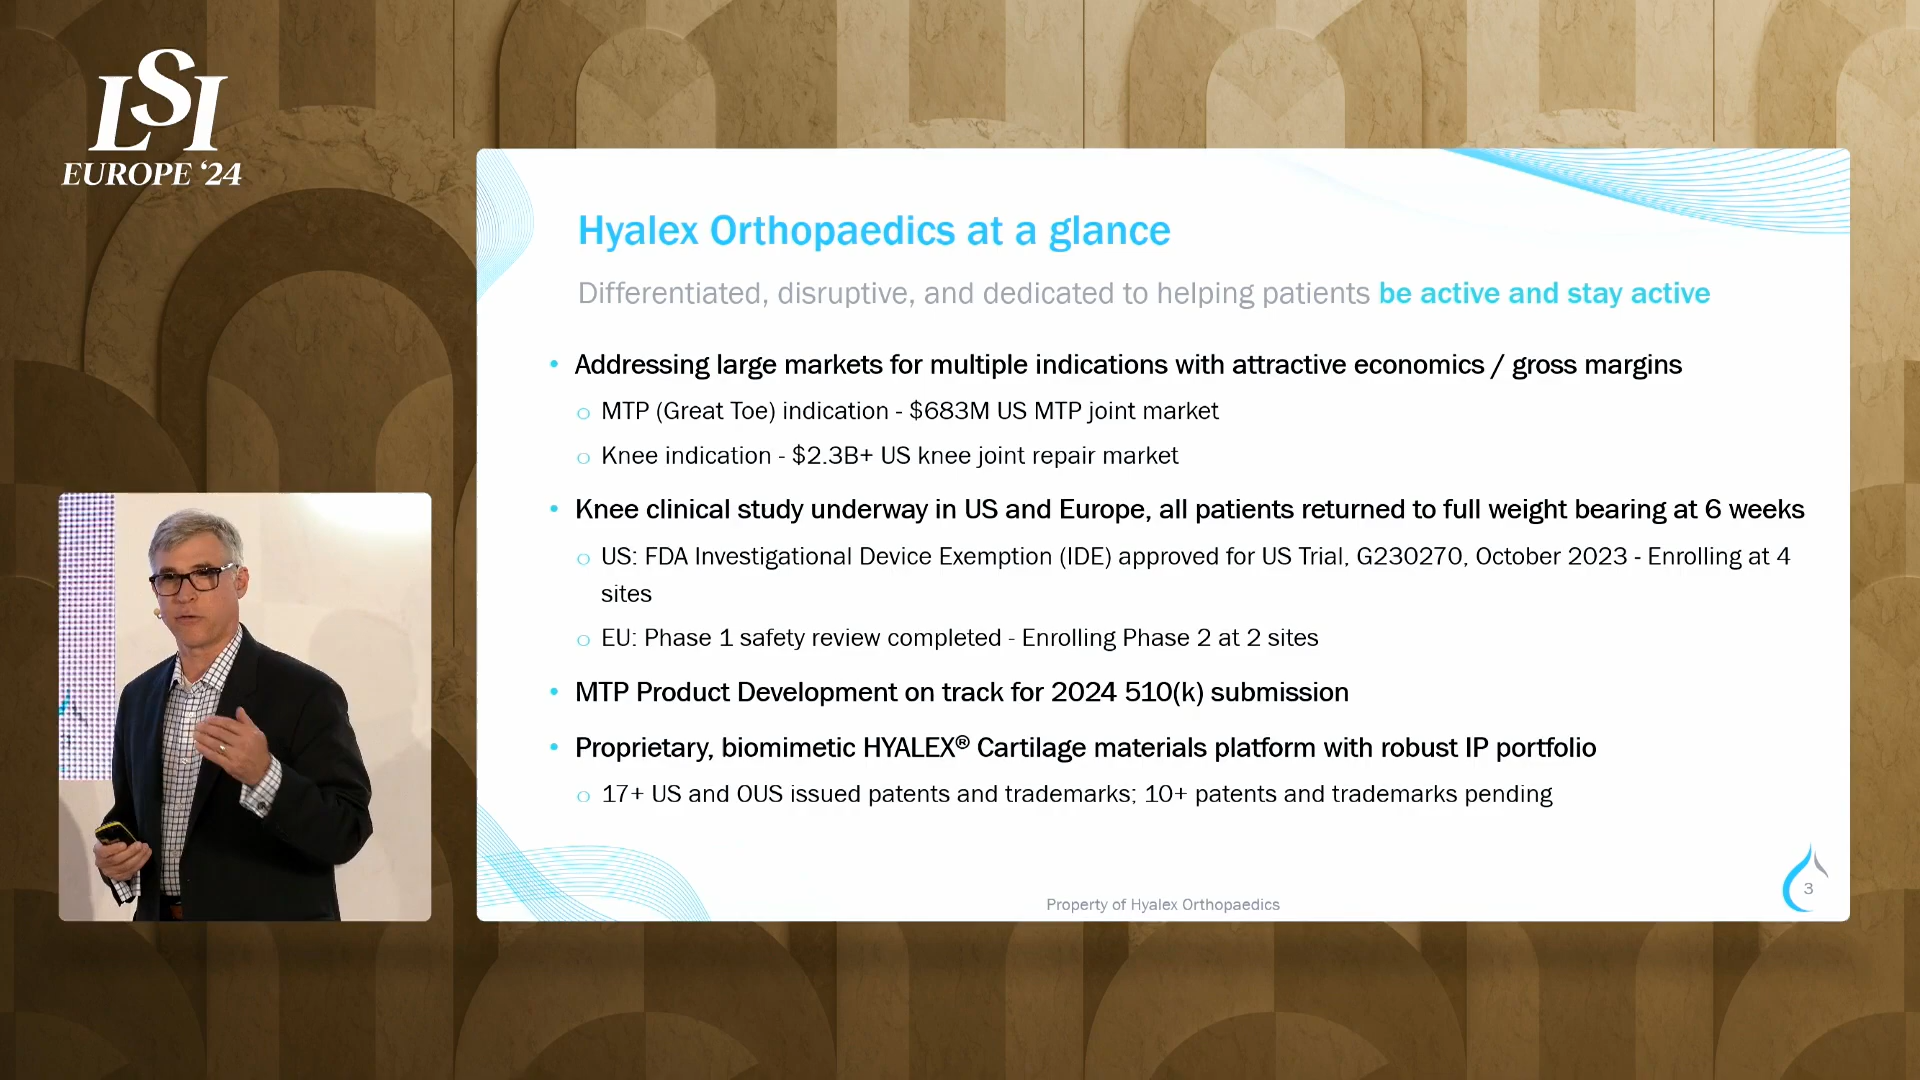 LSI
EUROPE '24
Hyalex Orthopaedics at a glance
Differentiated, disruptive, and dedicated to helping patients be active and stay active
• Addressing large markets for multiple indications with attractive economics / gross margins
o MTP (Great Toe) indication - $683M US MTP joint market
o Knee indication - $2.3B+ US knee joint repair market
• Knee clinical study underway in US and Europe, all patients returned to full weight bearing at 6 weeks
o US: FDA Investigational Device Exemption (IDE) approved for US Trial, G230270, October 2023 - Enrolling at 4
sites
o EU: Phase 1 safety review completed - Enrolling Phase 2 at 2 sites
• MTP Product Development on track for 2024 510(k) submission
• Proprietary, biomimetic HYALEX® Cartilage materials platform with robust IP portfolio
o 17+ US and OUS issued patents and trademarks; 10+ patents and trademarks pending
Property of Hyalex Orthopaedics
3